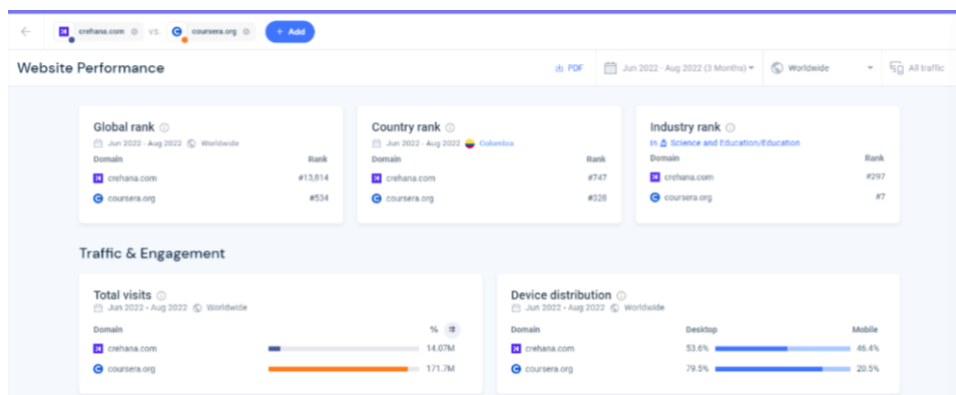 crehana.com vs. coursera.org + Add
Website Performance PDF Jun 2022 - Aug 2022 (3 Months) Worldwide All traffic
Global rank
Jun 2022 - Aug 2022 Worldwide
Domain Rank
crehana.com #13,814
coursera.org #534
Country rank
Jun 2022 - Aug 2022 Colombia
Domain Rank
crehana.com #747
coursera.org #328
Industry rank
In Science and Education/Education
Domain Rank
crehana.com #297
coursera.org #7
Traffic & Engagement
Total visits
Jun 2022 - Aug 2022 Worldwide
Domain % #
crehana.com 14.07M
coursera.org 171.7M
Device distribution
Jun 2022 - Aug 2022 Worldwide
Domain Desktop Mobile
crehana.com 53.6% 46.4%
coursera.org 79.5% 20.5%